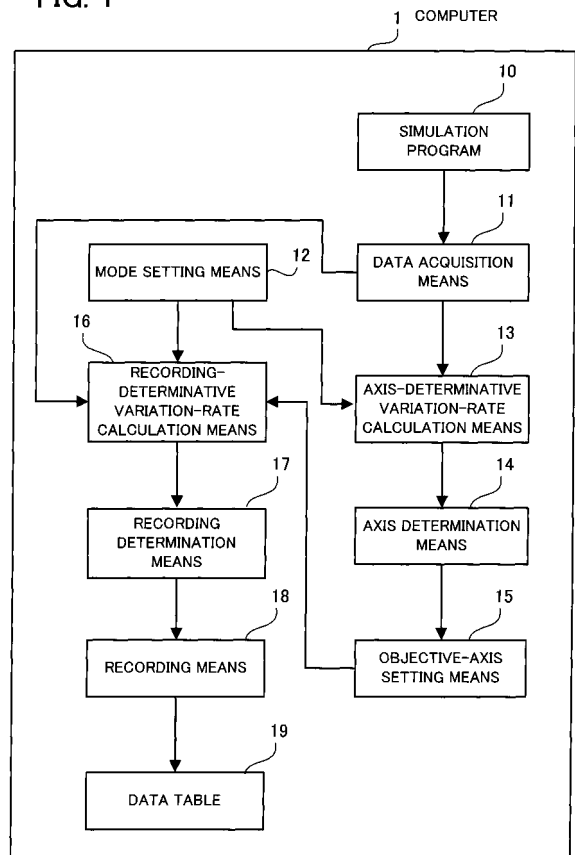 FIG. 1
1 COMPUTER
10
SIMULATION
PROGRAM
11
DATA ACQUISITION
MEANS
12
MODE SETTING MEANS
16
RECORDING-
DETERMINATIVE
VARIATION-RATE
CALCULATION MEANS
13
AXIS-DETERMINATIVE
VARIATION-RATE
CALCULATION MEANS
17
RECORDING
DETERMINATION
MEANS
14
AXIS DETERMINATION
MEANS
18
RECORDING MEANS
15
OBJECTIVE-AXIS
SETTING MEANS
19
DATA TABLE